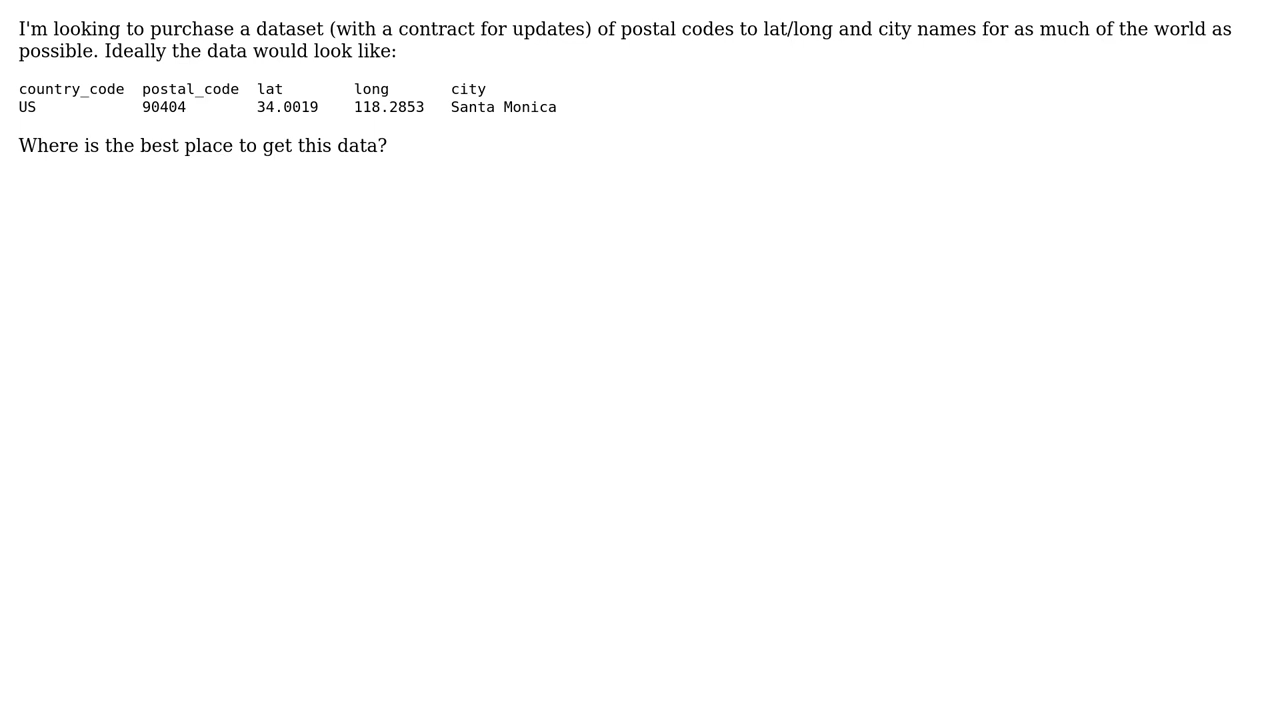 I'm looking to purchase a dataset (with a contract for updates) of postal codes to lat/long and city names for as much of the world as
possible. Ideally the data would look like:
country_code  postal_code  lat        long       city
US            90404        34.0019    118.2853   Santa Monica
Where is the best place to get this data?